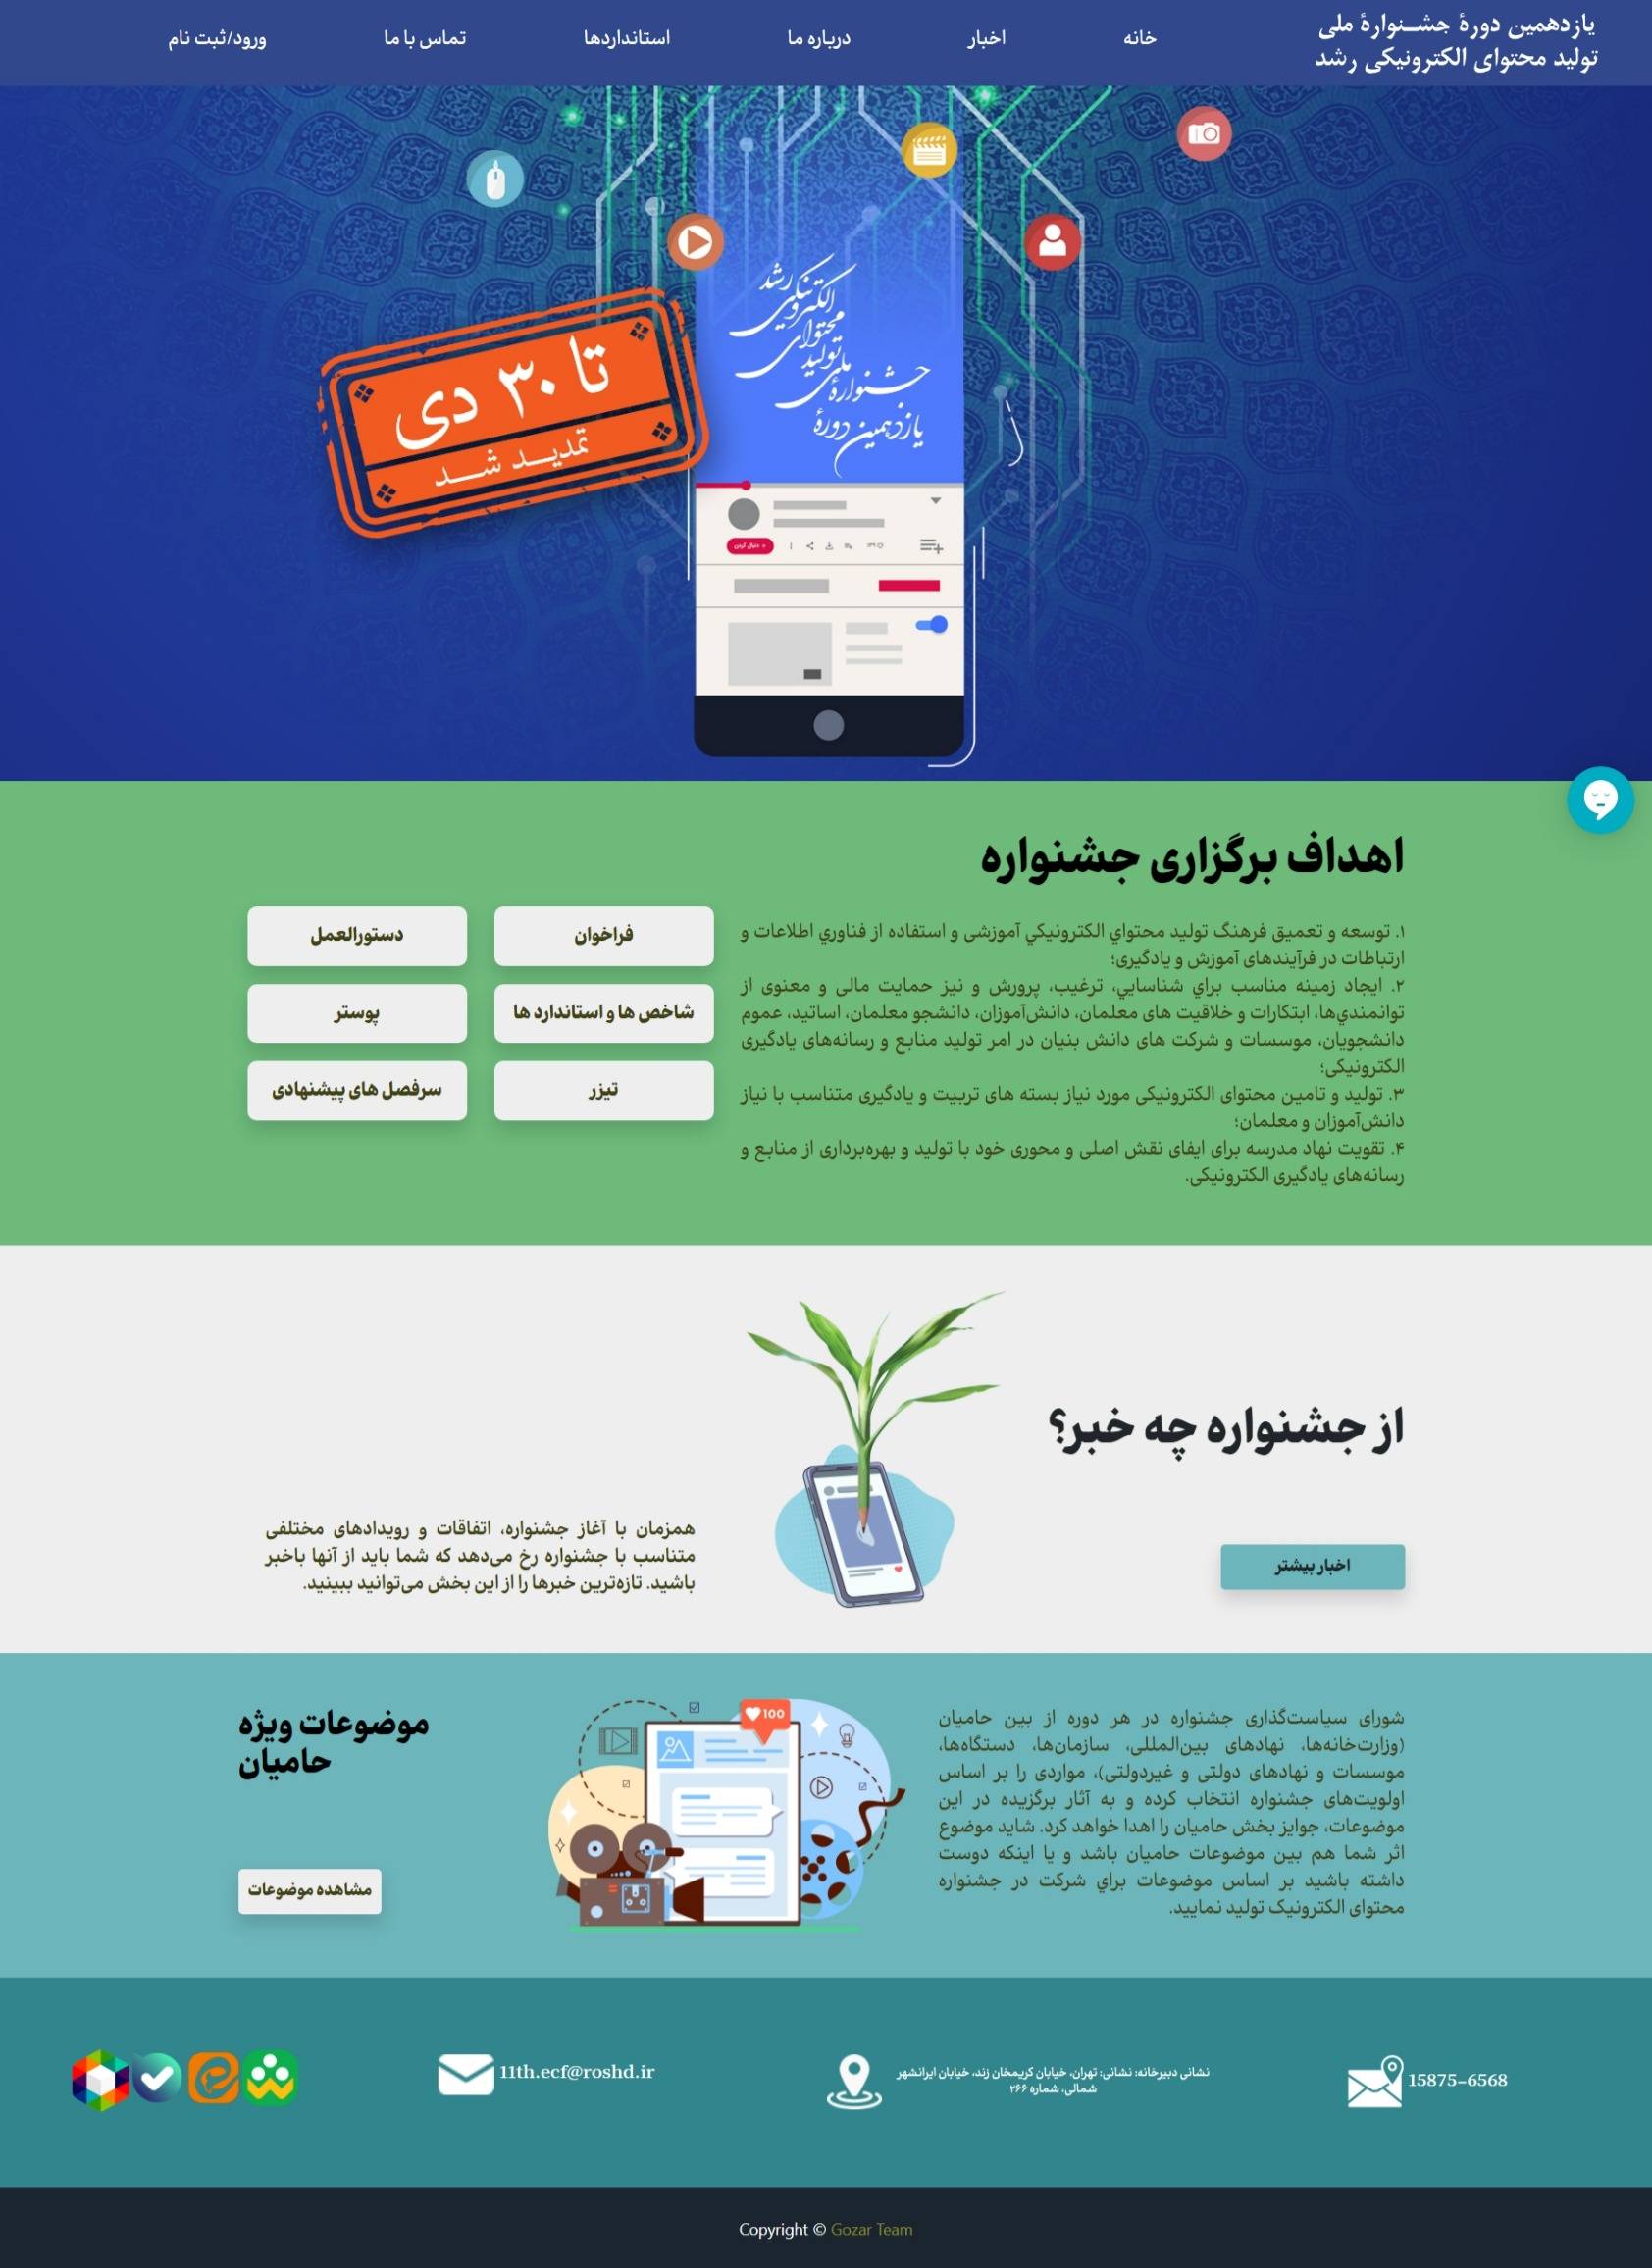 یازدهمین دورهٔ جشـنوارهٔ ملی
تولید محتوای الکترونیکی رشد
خانه
اخبار
درباره ما
استانداردها
تماس با ما
ورود/ثبت نام
رشد
الکترونیکی
محتوای
تولید
ملی
جشنوارهٔ
یازدهمین دورهٔ
تا ۳۰ دی
تمدیـد شـد
+ دنبال کردن
اهداف برگزاری جشنواره
۱. توسعه و تعمیق فرهنگ تولید محتواي الکترونیکي آموزشی و استفاده از فناوري اطلاعات و
ارتباطات در فرآیندهای آموزش و یادگیری؛
۲. ایجاد زمینه مناسب براي شناسایي، ترغیب، پرورش و نیز حمایت مالی و معنوی از
توانمندي‌ها، ابتکارات و خلاقیت های معلمان، دانش‌آموزان، دانشجو معلمان، اساتید، عموم
دانشجویان، موسسات و شرکت های دانش بنیان در امر تولید منابع و رسانه‌های یادگیری
الکترونیکی؛
۳. تولید و تامین محتوای الکترونیکی مورد نیاز بسته های تربیت و یادگیری متناسب با نیاز
دانش‌آموزان و معلمان؛
۴. تقویت نهاد مدرسه برای ایفای نقش اصلی و محوری خود با تولید و بهره‌برداری از منابع و
رسانه‌های یادگیری الکترونیکی.
فراخوان
دستورالعمل
شاخص ها و استاندارد ها
پوستر
تیزر
سرفصل های پیشنهادی
از جشنواره چه خبر؟
اخبار بیشتر
همزمان با آغاز جشنواره، اتفاقات و رویدادهای مختلفی
متناسب با جشنواره رخ می‌دهد که شما باید از آنها باخبر
باشید. تازه‌ترین خبرها را از این بخش می‌توانید ببینید.
شورای سیاست‌گذاری جشنواره در هر دوره از بین حامیان
(وزارت‌خانه‌ها، نهادهای بین‌المللی، سازمان‌ها، دستگاه‌ها،
موسسات و نهادهای دولتی و غیردولتی)، مواردی را بر اساس
اولویت‌های جشنواره انتخاب کرده و به آثار برگزیده در این
موضوعات، جوایز بخش حامیان را اهدا خواهد کرد. شاید موضوع
اثر شما هم بین موضوعات حامیان باشد و یا اینکه دوست
داشته باشید بر اساس موضوعات براي شرکت در جشنواره
محتوای الکترونیک تولید نمایید.
100
موضوعات ویژه
حامیان
مشاهده موضوعات
15875-6568
نشانی دبیرخانه: نشانی: تهران، خیابان کریمخان زند، خیابان ایرانشهر
شمالی، شماره ۲۶۶
11th.ecf@roshd.ir
Copyright © Gozar Team